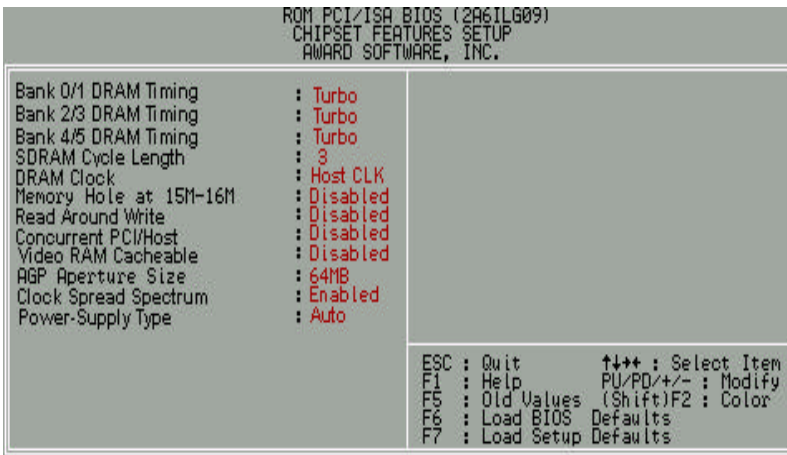 ROM PCI/ISA BIOS (2A6ILG09)
CHIPSET FEATURES SETUP
AWARD SOFTWARE, INC.
Bank 0/1 DRAM Timing : Turbo
Bank 2/3 DRAM Timing : Turbo
Bank 4/5 DRAM Timing : Turbo
SDRAM Cycle Length : 3
DRAM Clock : Host CLK
Memory Hole at 15M-16M : Disabled
Read Around Write : Disabled
Concurrent PCI/Host : Disabled
Video RAM Cacheable : Disabled
AGP Aperture Size : 64MB
Clock Spread Spectrum : Enabled
Power-Supply Type : Auto
ESC : Quit ↑↓→← : Select Item
F1 : Help PU/PD/+/- : Modify
F5 : Old Values (Shift)F2 : Color
F6 : Load BIOS Defaults
F7 : Load Setup Defaults